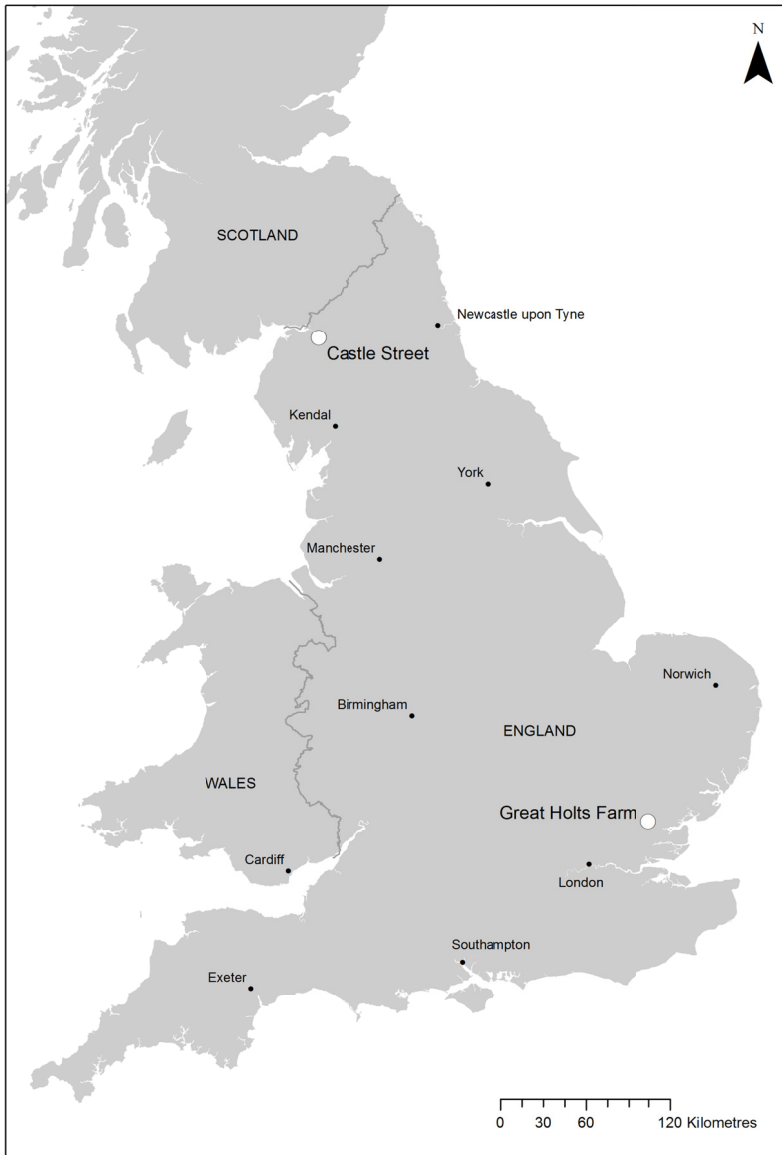 N
SCOTLAND
Newcastle upon Tyne
Castle Street
Kendal
York
Manchester
Norwich
Birmingham
ENGLAND
WALES
Great Holts Farm
Cardiff
London
Southampton
Exeter
0 30 60 120 Kilometres